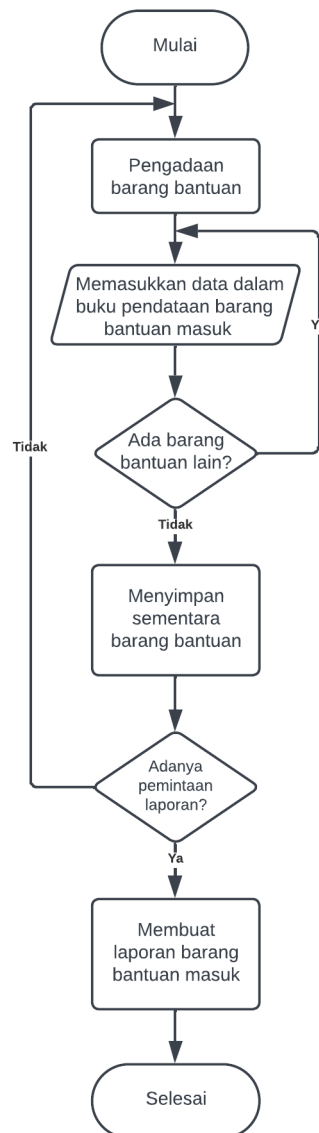 Mulai
Pengadaan
barang bantuan
Memasukkan data dalam
buku pendataan barang
bantuan masuk
Ada barang
bantuan lain?
Tidak
Tidak
Menyimpan
sementara
barang bantuan
Adanya
pemintaan
laporan?
Ya
Membuat
laporan barang
bantuan masuk
Selesai